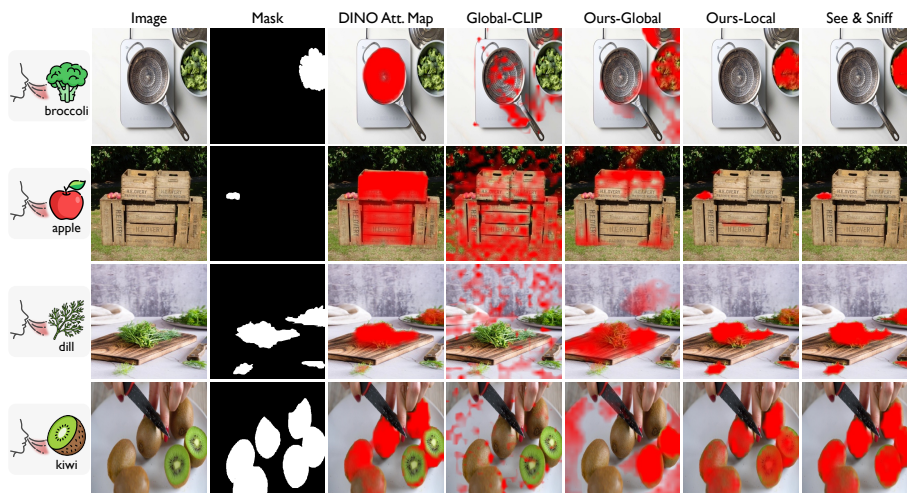 Image Mask DINO Att. Map Global-CLIP Ours-Global Ours-Local See & Sniff
broccoli
apple
dill
kiwi